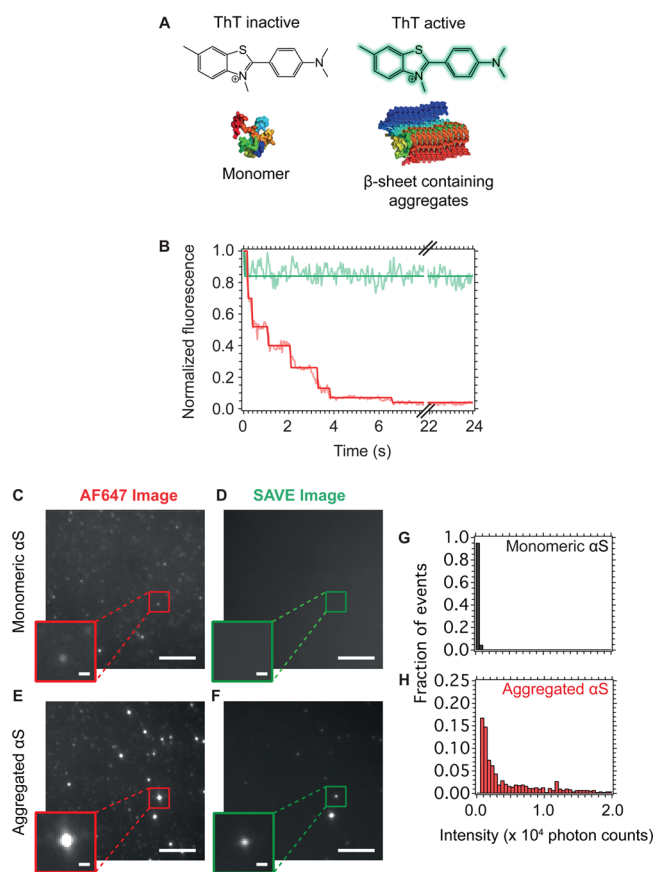 A
ThT inactive
ThT active
S
N
⊕
N
S
N
⊕
N
Monomer
β-sheet containing
aggregates
B
Normalized fluorescence
1.0
0.8
0.6
0.4
0.2
0.0
0 2 4 6 8 22 24
Time (s)
C AF647 Image D SAVE Image
Monomeric αS
E F
Aggregated αS
G
Monomeric αS
1.0
0.8
0.6
0.4
0.2
0.0
Fraction of events
H
Aggregated αS
0.25
0.20
0.15
0.10
0.05
0.00
0.0 1.0 2.0
Intensity (x 10⁴ photon counts)